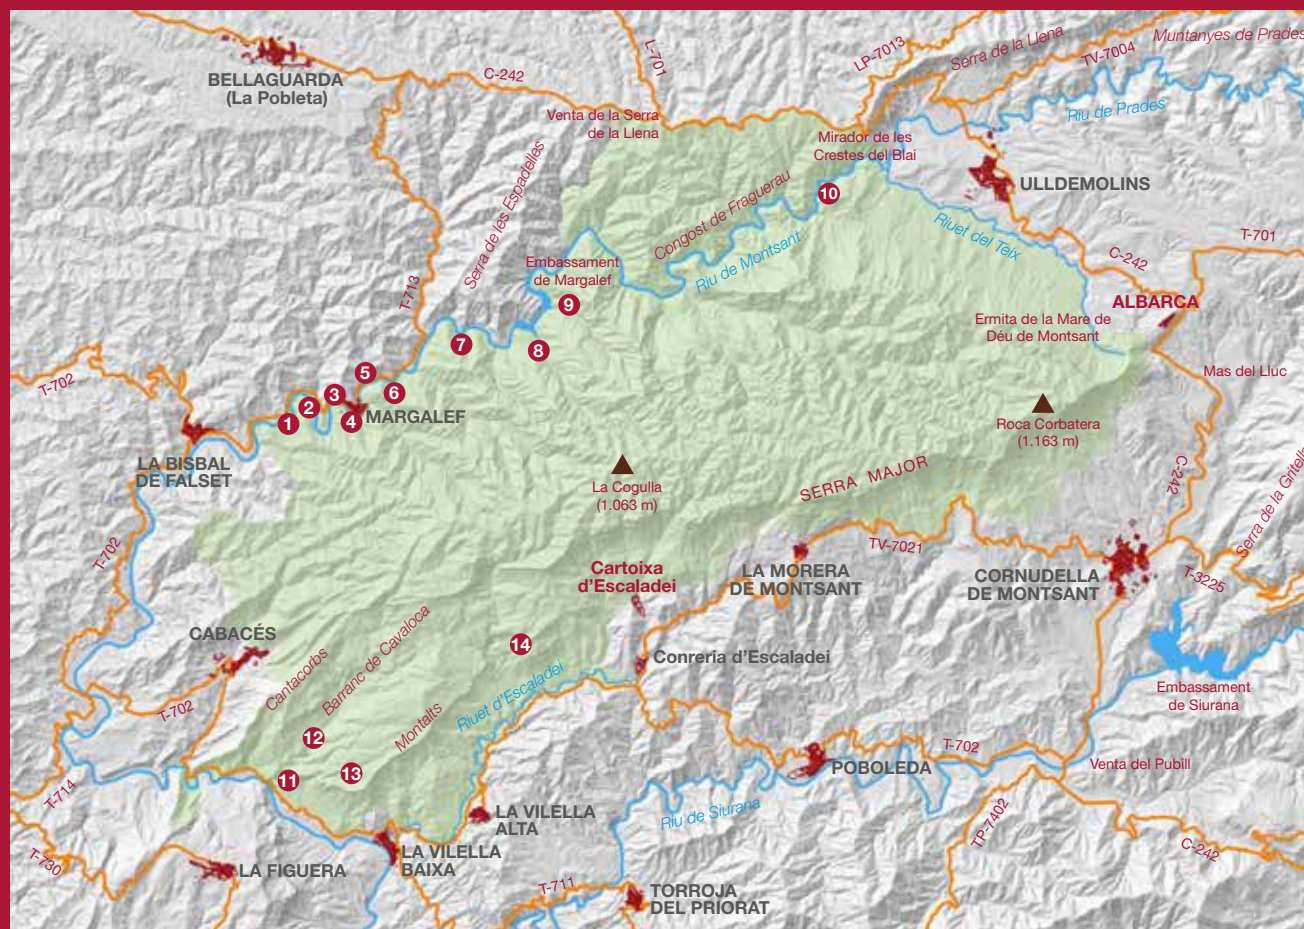 BELLAGUARDA
(La Pobleta)
C-242
L-701
LP-7013
Serra de la Llena
TV-7004
Muntanyes de Prades
Riu de Prades
Venta de la Serra
de la Llena
Mirador de les
Crestes del Blai
ULLDEMOLINS
Serra de les Espadelles
Congost de Fraguerau
10
Riu de Montsant
Riuet del Teix
T-701
C-242
Embassament
de Margalef
T-713
9
ALBARCA
Ermita de la Mare de
Déu de Montsant
7
8
5
Mas del Lluc
T-702
6
3
2
1
4
MARGALEF
Roca Corbatera
(1.163 m)
LA BISBAL
DE FALSET
La Cogulla
(1.063 m)
SERRA MAJOR
C-242
Serra de la Gritella
T-702
TV-7021
Cartoixa
d'Escaladei
LA MORERA
DE MONTSANT
CORNUDELLA
DE MONTSANT
T-3225
CABACÉS
14
Conreria d'Escaladei
Cantacorbs
Barranc de Cavaloca
Riuet d'Escaladei
Embassament
de Siurana
T-702
Montalts
12
T-702
11
13
POBOLEDA
Venta del Pubill
T-714
Riu de Siurana
LA VILELLA
ALTA
TP-7402
C-242
LA VILELLA
BAIXA
T-730
LA FIGUERA
T-711
TORROJA
DEL PRIORAT